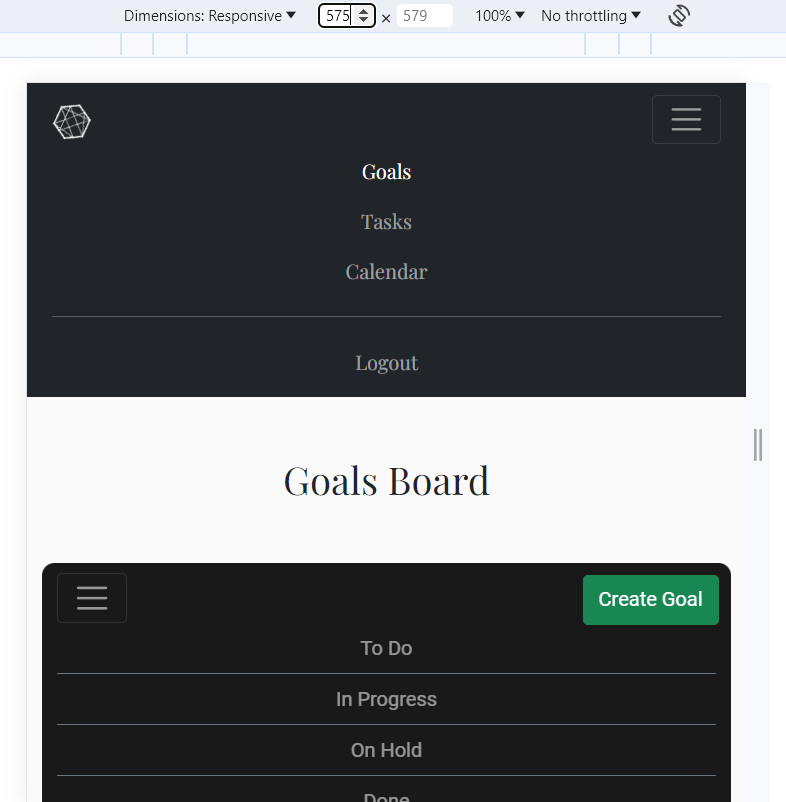 Dimensions: Responsive 575 × 579 100% No throttling
Goals
Tasks
Calendar
Logout
Goals Board
Create Goal
To Do
In Progress
On Hold
Done